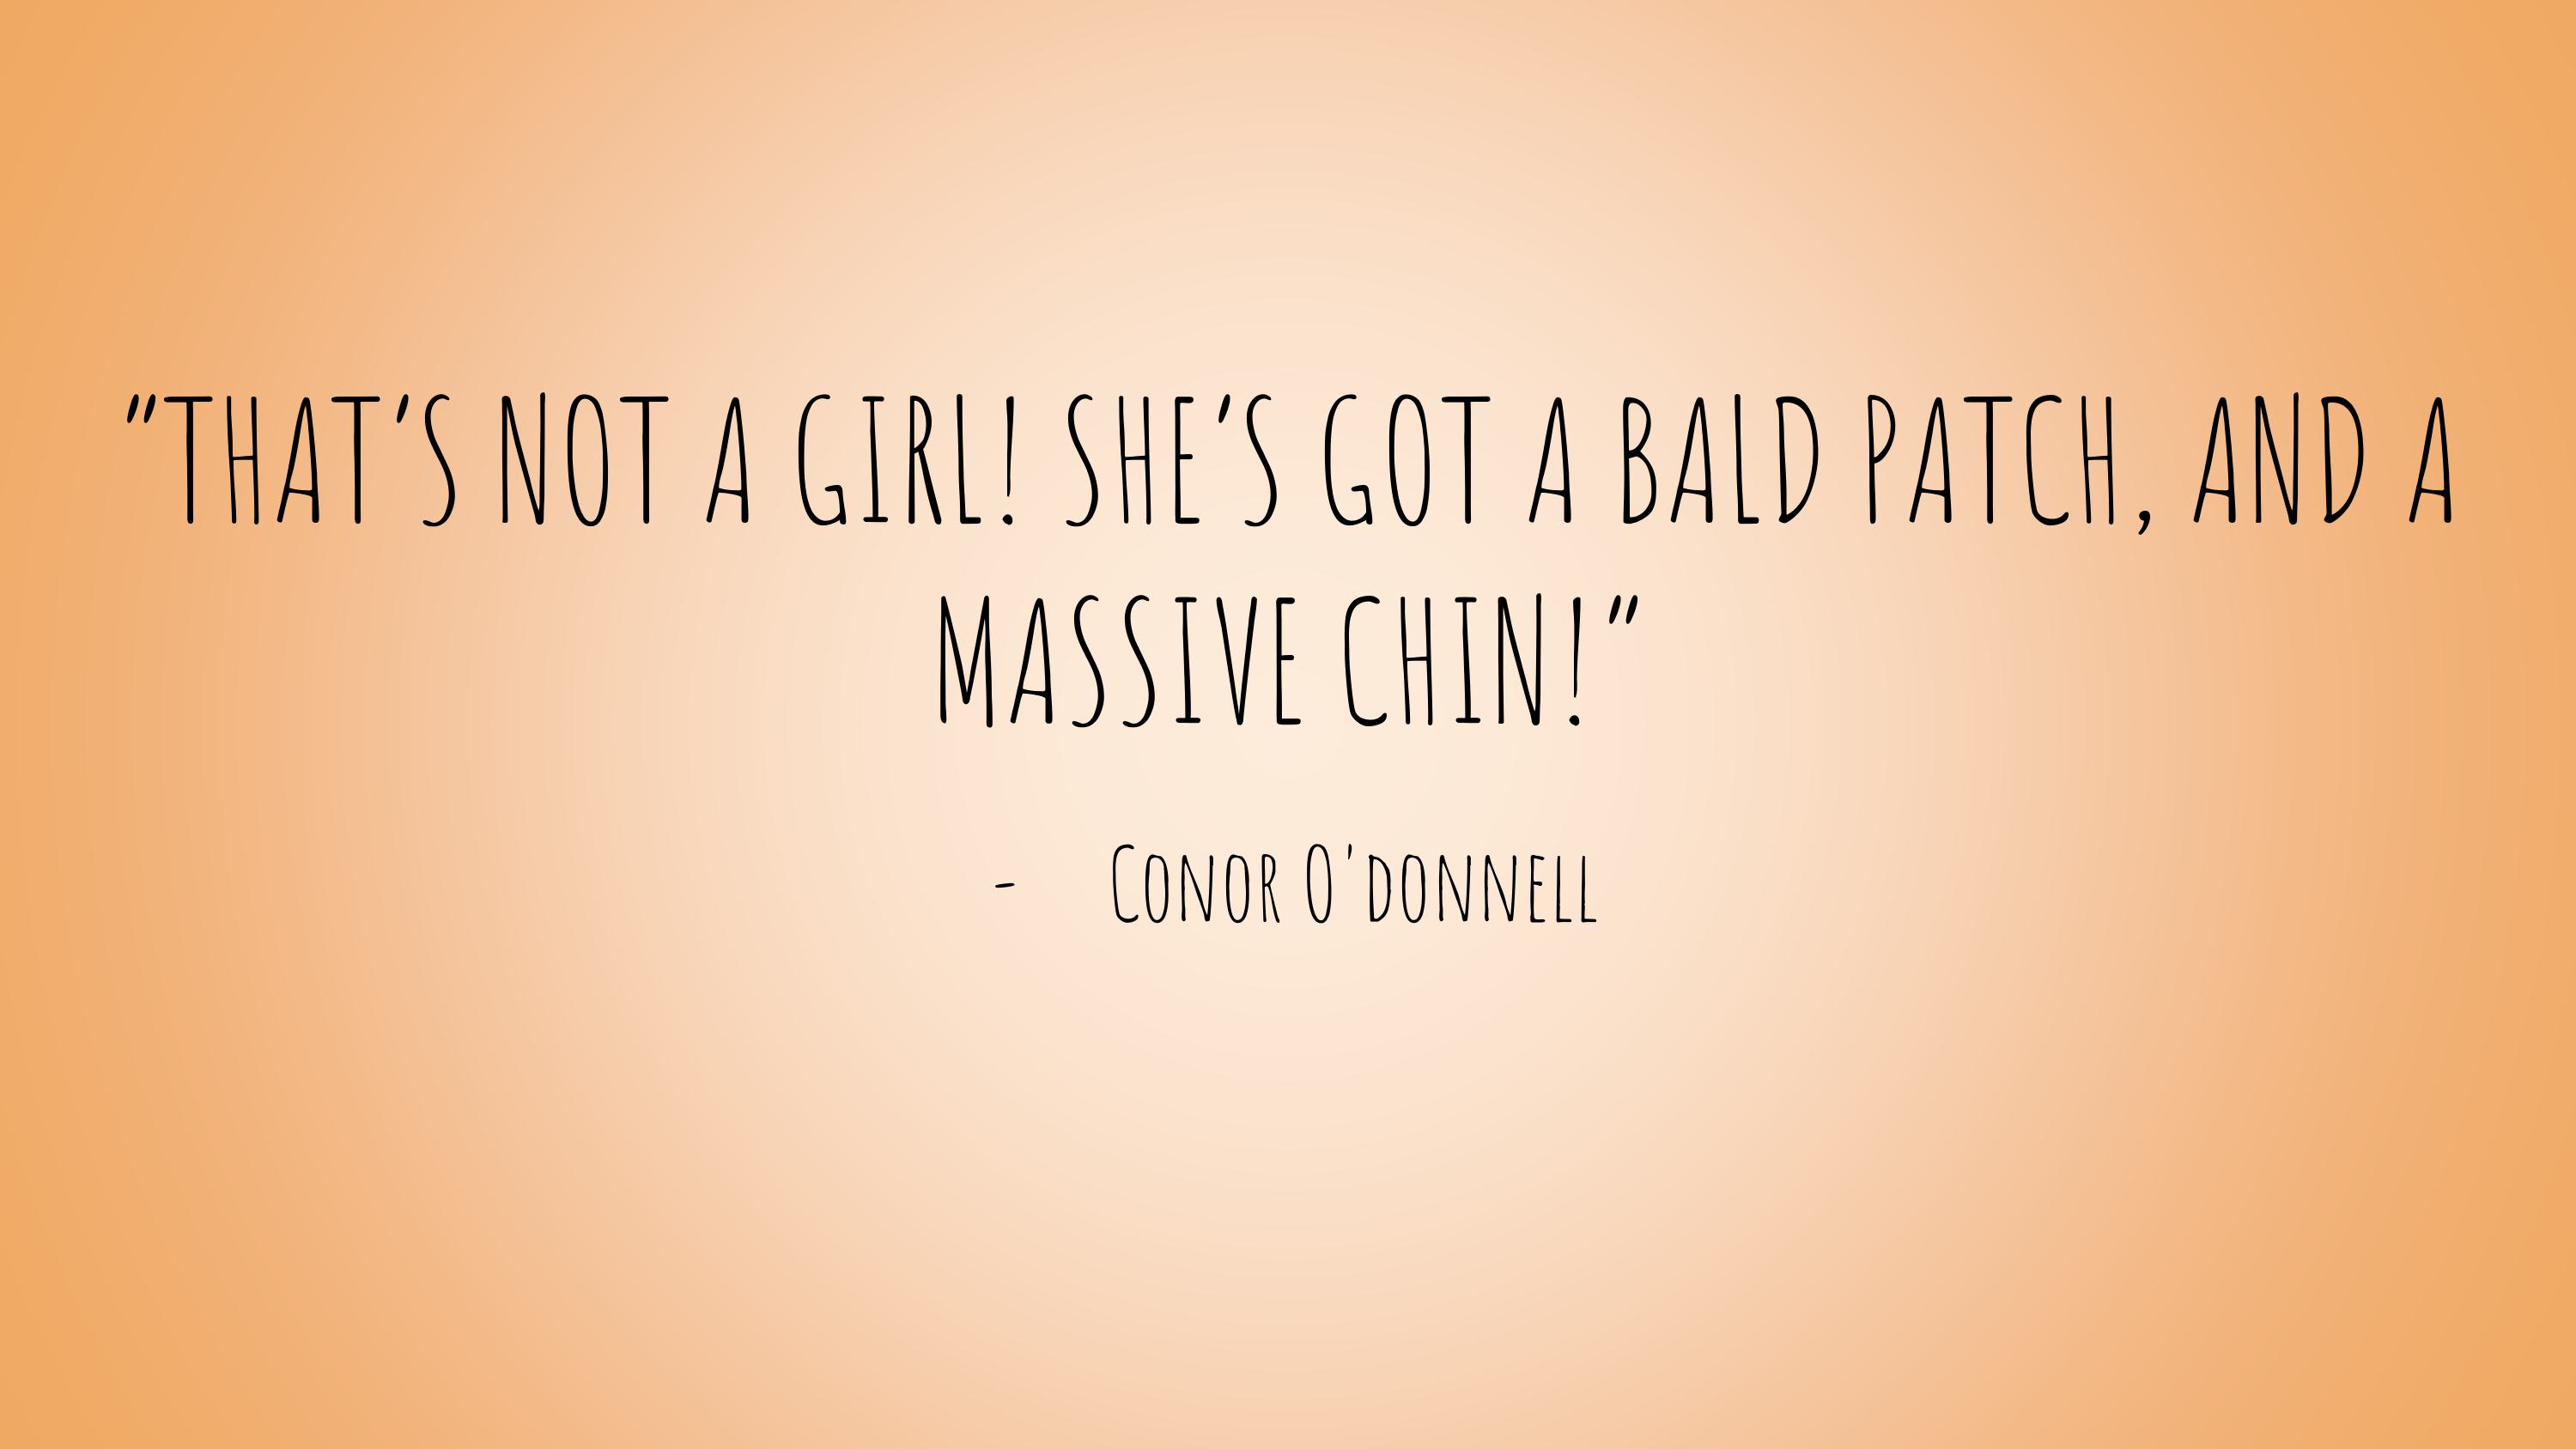 "THAT'S NOT A GIRL! SHE'S GOT A BALD PATCH, AND A
MASSIVE CHIN!"
- CONOR O'DONNELL